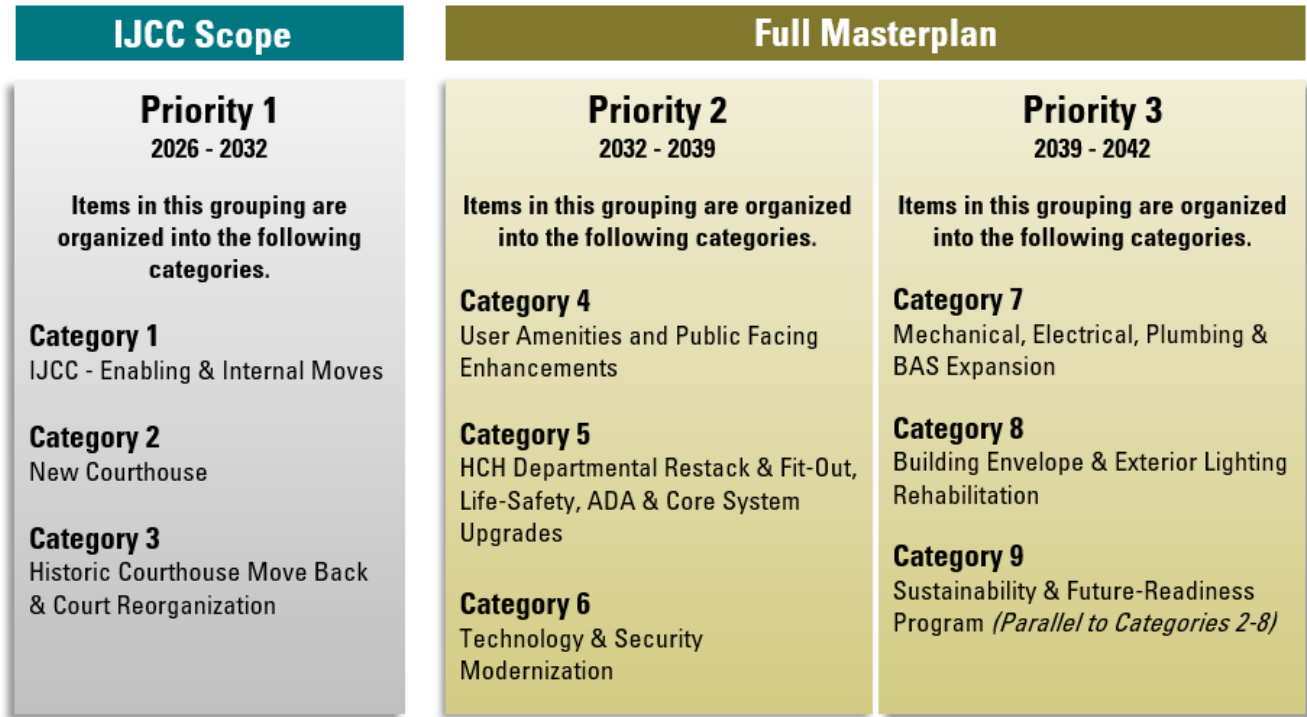 IJCC Scope
Priority 1
2026 - 2032
Items in this grouping are
organized into the following
categories.
Category 1
IJCC - Enabling & Internal Moves
Category 2
New Courthouse
Category 3
Historic Courthouse Move Back
& Court Reorganization
Full Masterplan
Priority 2
2032 - 2039
Items in this grouping are organized
into the following categories.
Category 4
User Amenities and Public Facing
Enhancements
Category 5
HCH Departmental Restack & Fit-Out,
Life-Safety, ADA & Core System
Upgrades
Category 6
Technology & Security
Modernization
Priority 3
2039 - 2042
Items in this grouping are organized
into the following categories.
Category 7
Mechanical, Electrical, Plumbing &
BAS Expansion
Category 8
Building Envelope & Exterior Lighting
Rehabilitation
Category 9
Sustainability & Future-Readiness
Program (Parallel to Categories 2-8)